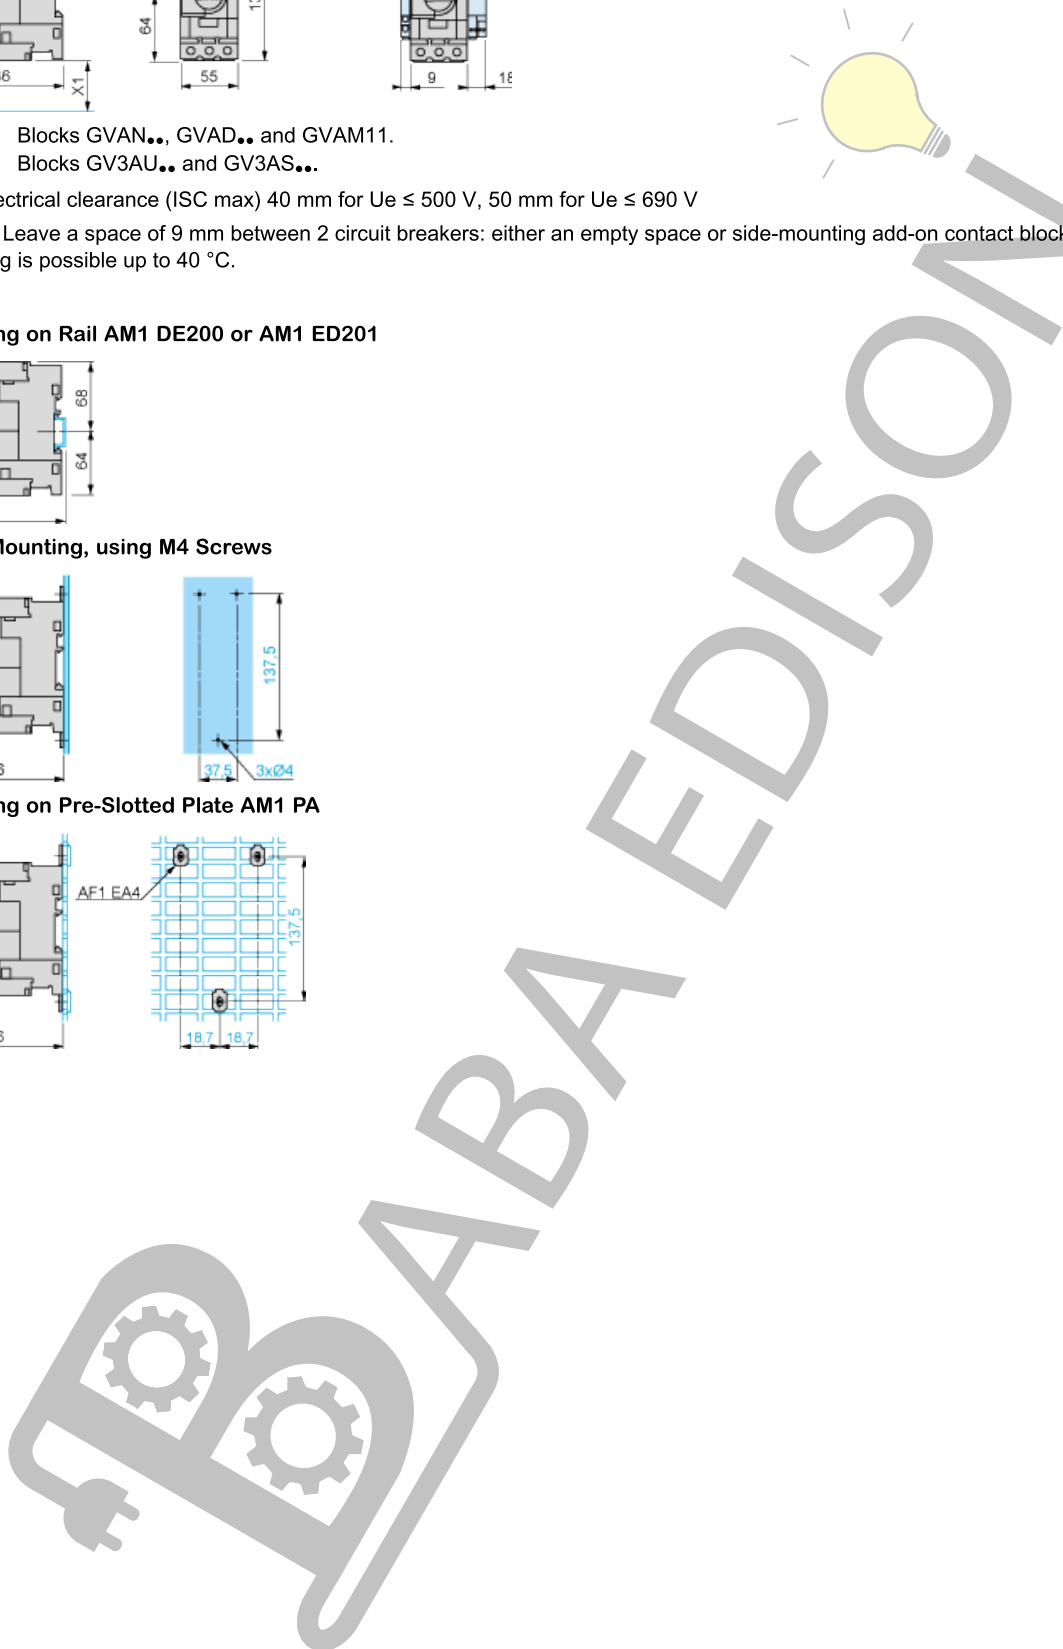 64
55
X1
9
18
Blocks GVAN●●, GVAD●● and GVAM11.
Blocks GV3AU●● and GV3AS●●.
ectrical clearance (ISC max) 40 mm for Ue ≤ 500 V, 50 mm for Ue ≤ 690 V
Leave a space of 9 mm between 2 circuit breakers: either an empty space or side-mounting add-on contact block
g is possible up to 40 °C.
ng on Rail AM1 DE200 or AM1 ED201
68
64
Mounting, using M4 Screws
137,5
6
37,5
3xØ4
ng on Pre-Slotted Plate AM1 PA
AF1 EA4
137,5
6
18,7
18,7
BABA EDISON